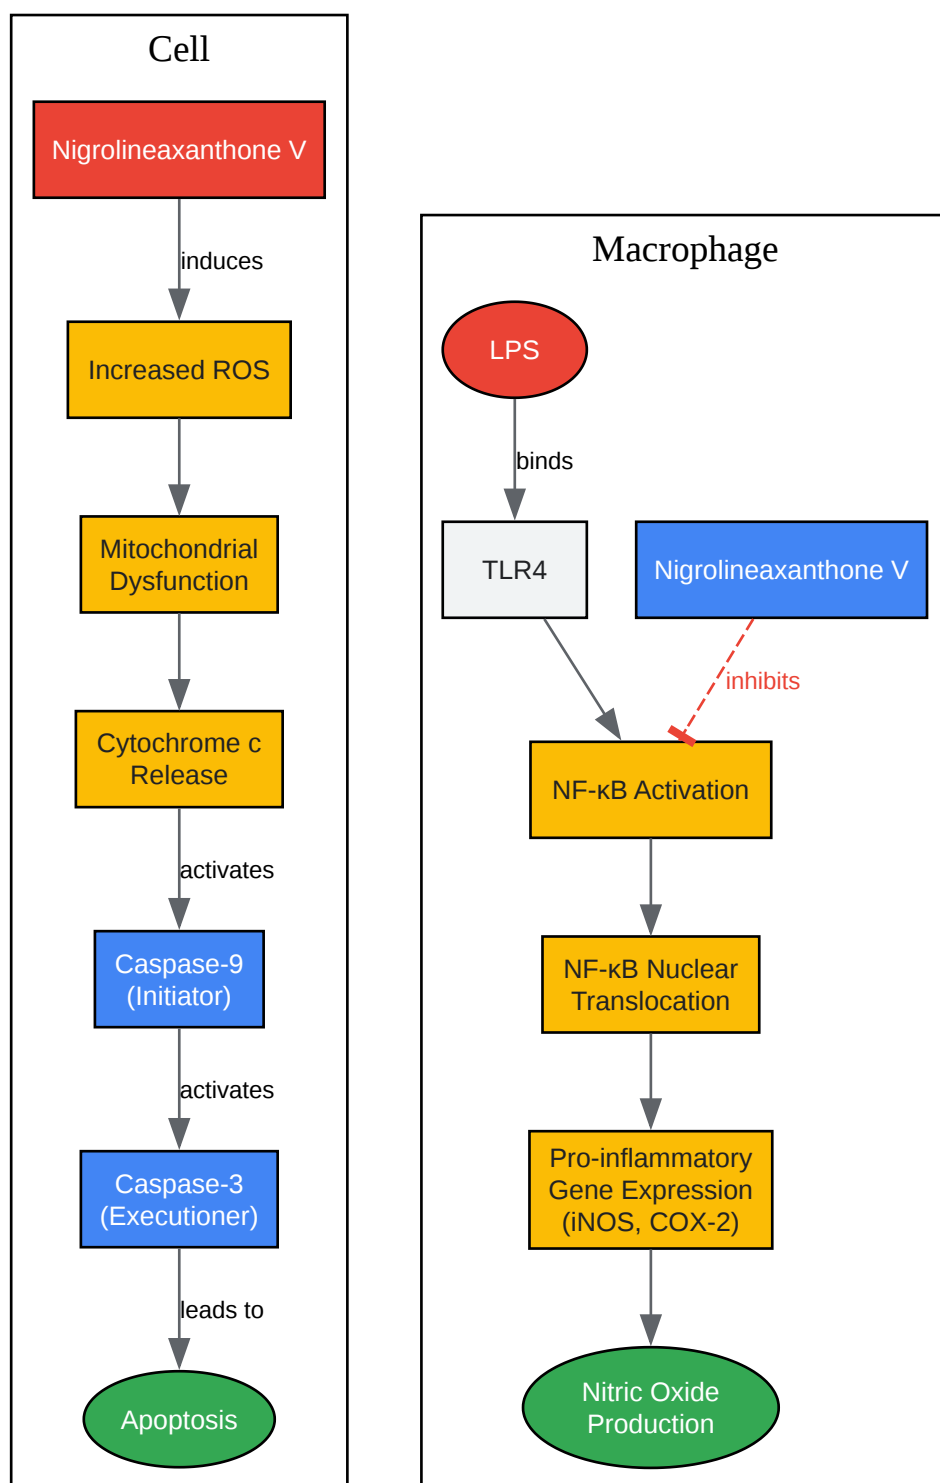 Cell
Nigrolineaxanthone V
induces
Increased ROS
Mitochondrial
Dysfunction
Cytochrome c
Release
activates
Caspase-9
(Initiator)
activates
Caspase-3
(Executioner)
leads to
Apoptosis
Macrophage
LPS
binds
TLR4
Nigrolineaxanthone V
inhibits
NF-κB Activation
NF-κB Nuclear
Translocation
Pro-inflammatory
Gene Expression
(iNOS, COX-2)
Nitric Oxide
Production